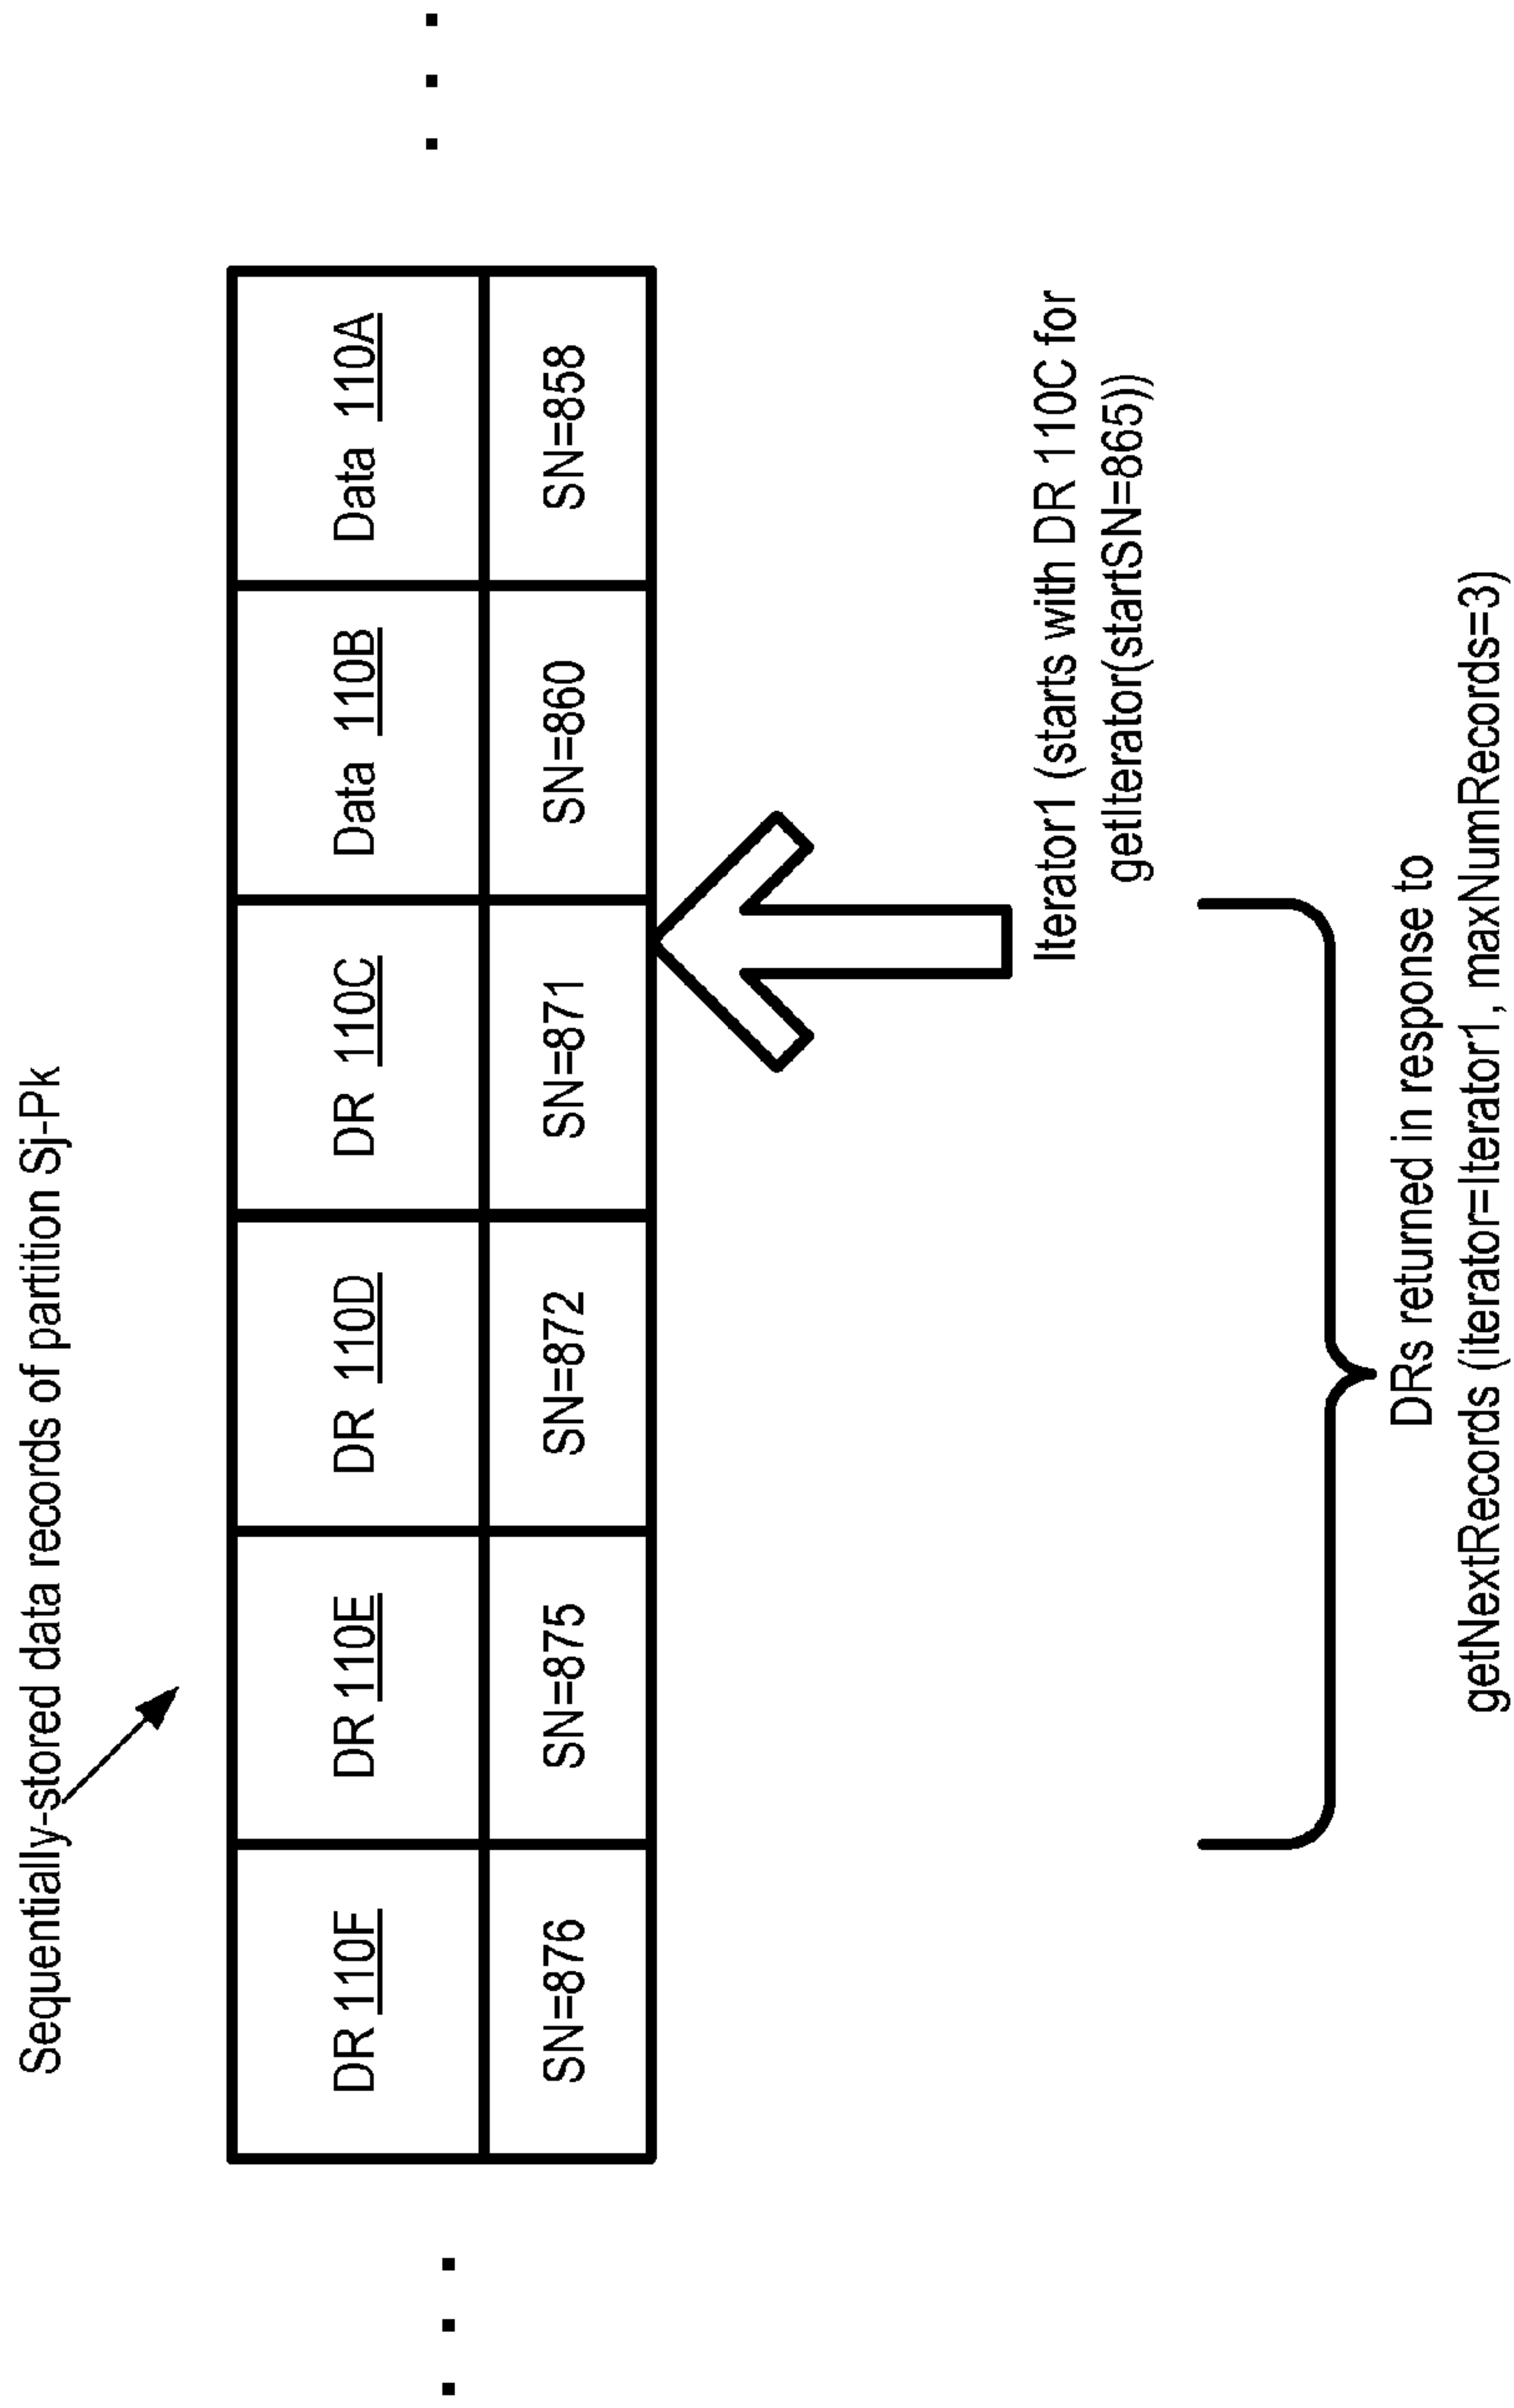 Sequentially-stored data records of partition Sj-Pk
DR 110F
DR 110E
DR 110D
DR 110C
Data 110B
Data 110A
SN=876
SN=875
SN=872
SN=871
SN=860
SN=858
Iterator1 (starts with DR 110C for
getIterator(startSN=865))
DRs returned in response to
getNextRecords (iterator=Iterator1, maxNumRecords=3)